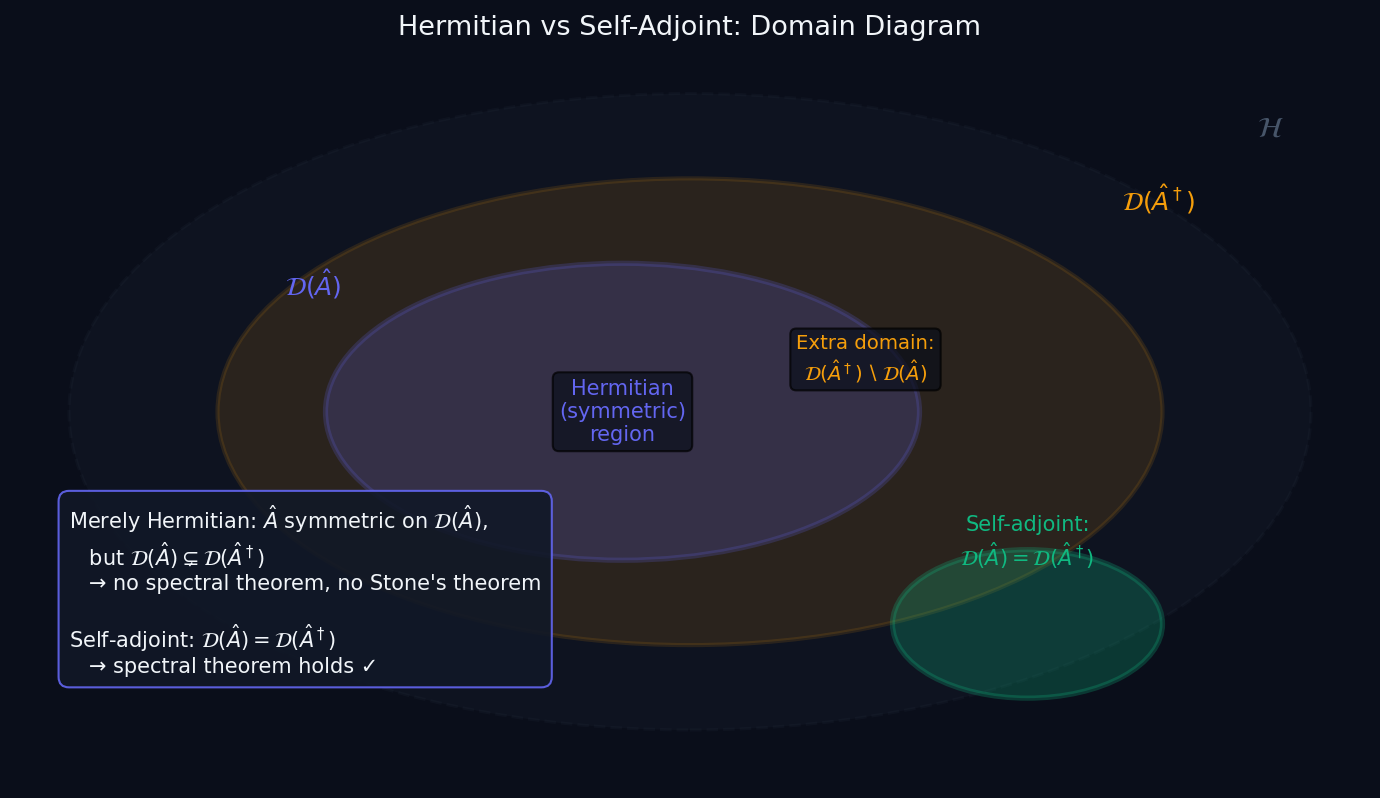 Hermitian vs Self-Adjoint: Domain Diagram
ℋ
𝒟(Â†)
𝒟(Â)
Extra domain:
𝒟(Â†) \ 𝒟(Â)
Hermitian
(symmetric)
region
Merely Hermitian: Â symmetric on 𝒟(Â),
but 𝒟(Â) ⊊ 𝒟(Â†)
→ no spectral theorem, no Stone's theorem
Self-adjoint: 𝒟(Â) = 𝒟(Â†)
→ spectral theorem holds ✓
Self-adjoint:
𝒟(Â) = 𝒟(Â†)